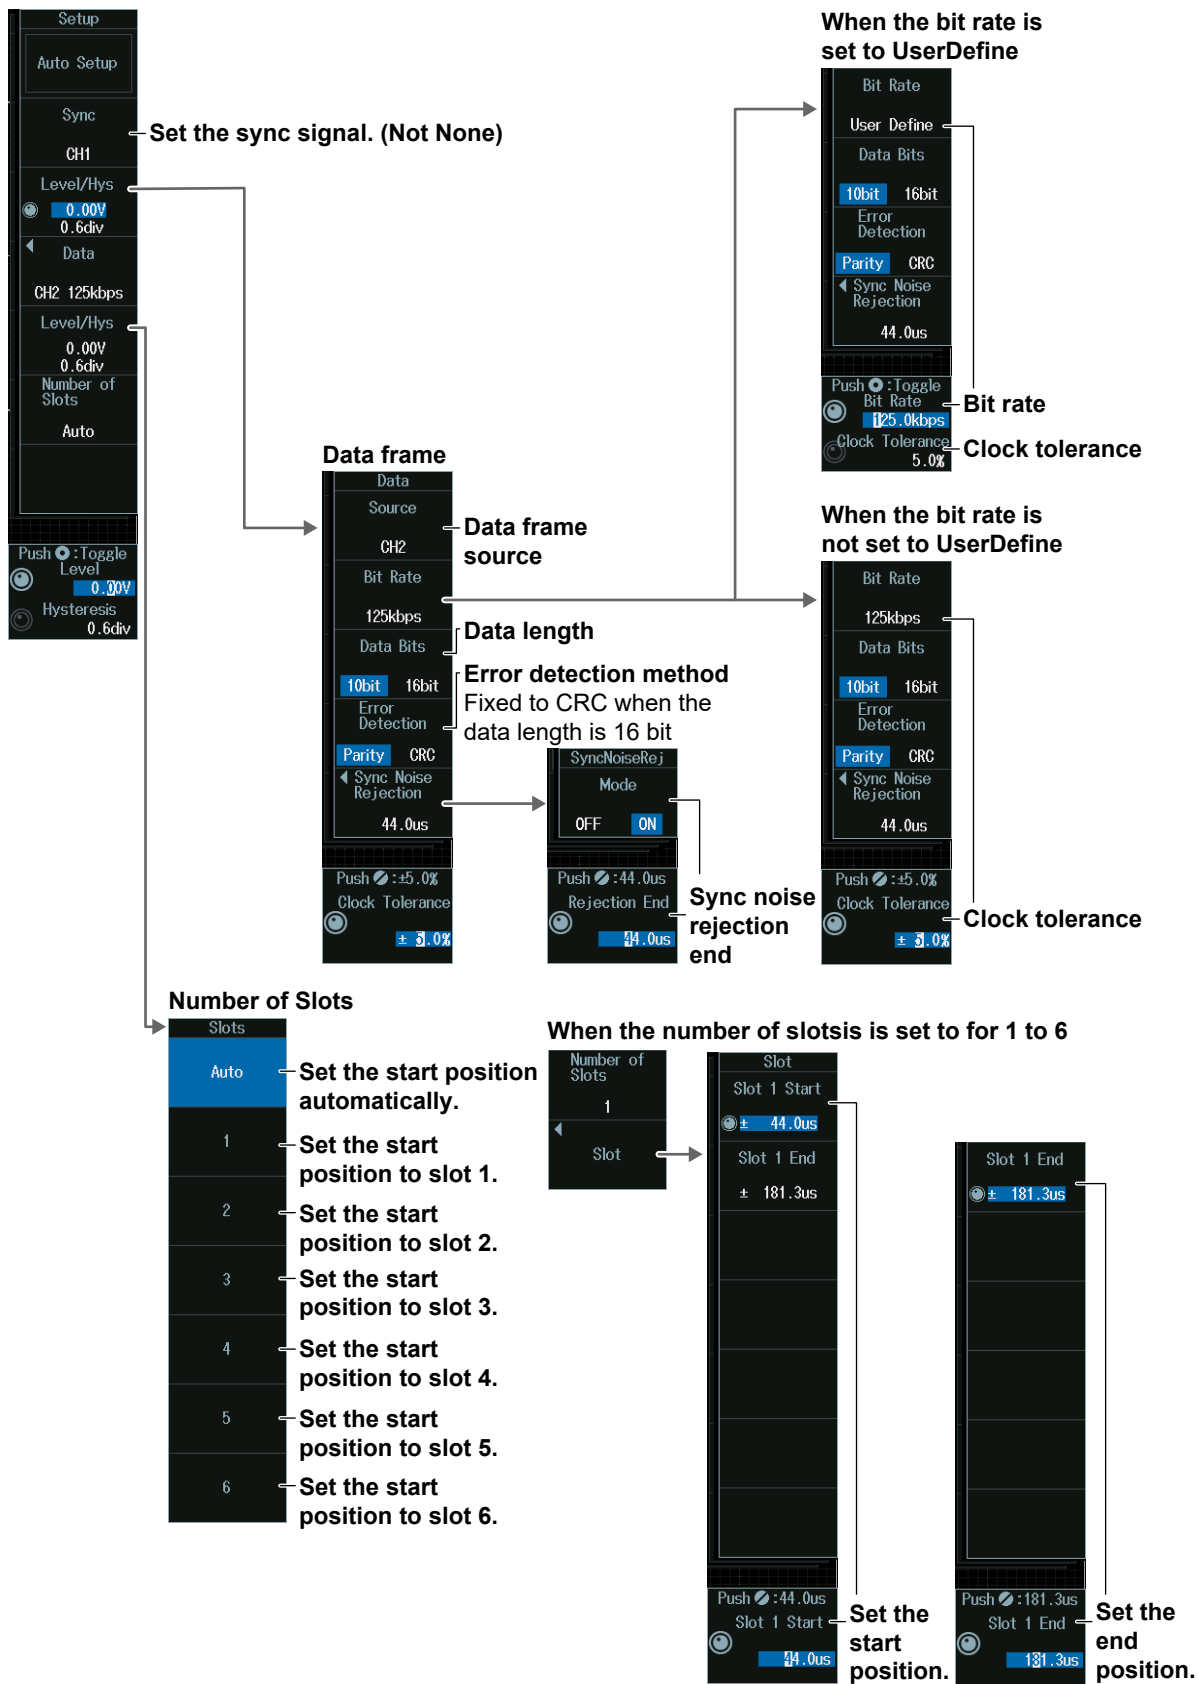 Setup
Auto Setup
Sync
CH1
Set the sync signal. (Not None)
Level/Hys
0.00V
0.6div
Data
CH2 125kbps
Level/Hys
0.00V
0.6div
Number of
Slots
Auto
Push :Toggle
Level
0.00V
Hysteresis
0.6div
When the bit rate is
set to UserDefine
Bit Rate
User Define
Data Bits
10bit 16bit
Error
Detection
Parity CRC
Sync Noise
Rejection
44.0us
Push :Toggle
Bit Rate
125.0kbps
Clock Tolerance
5.0%
Bit rate
Clock tolerance
Data frame
Data
Source
CH2
Data frame
source
Bit Rate
125kbps
Data Bits
Data length
10bit 16bit
Error
Detection
Error detection method
Fixed to CRC when the
data length is 16 bit
Parity CRC
Sync Noise
Rejection
44.0us
Push :±5.0%
Clock Tolerance
± 5.0%
SyncNoiseRej
Mode
OFF ON
Push :44.0us
Rejection End
44.0us
Sync noise
rejection
end
When the bit rate is
not set to UserDefine
Bit Rate
125kbps
Data Bits
10bit 16bit
Error
Detection
Parity CRC
Sync Noise
Rejection
44.0us
Push :±5.0%
Clock Tolerance
± 5.0%
Clock tolerance
Number of Slots
Slots
Auto
Set the start position
automatically.
1
Set the start
position to slot 1.
2
Set the start
position to slot 2.
3
Set the start
position to slot 3.
4
Set the start
position to slot 4.
5
Set the start
position to slot 5.
6
Set the start
position to slot 6.
When the number of slotsis is set to for 1 to 6
Number of
Slots
1
Slot
Slot
Slot 1 Start
± 44.0us
Slot 1 End
± 181.3us
Push :44.0us
Slot 1 Start
44.0us
Set the
start
position.
Slot 1 End
± 181.3us
Push :181.3us
Slot 1 End
181.3us
Set the
end
position.